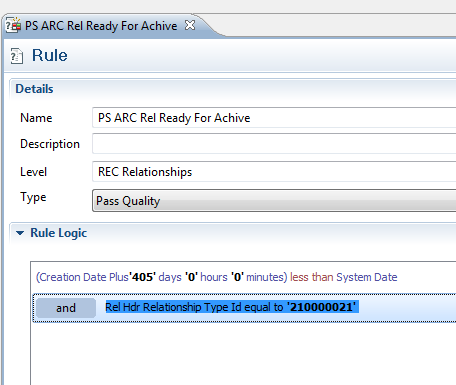 PS ARC Rel Ready For Achive
Rule
Details
Name PS ARC Rel Ready For Achive
Description
Level REC Relationships
Type Pass Quality
Rule Logic
(Creation Date Plus'405' days '0' hours '0' minutes) less than System Date
and Rel Hdr Relationship Type Id equal to '210000021'